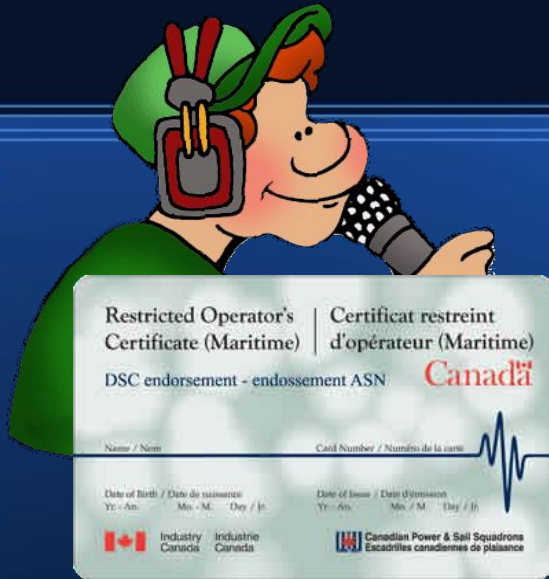 Restricted Operator's
Certificate (Maritime)
Certificat restreint
d'opérateur (Maritime)
DSC endorsement - endossement ASN
Canada
Name / Nom
Card Number / Numéro de la carte
Date of Birth / Date de naissance
Yr. - An. Mo. - M. Day / Jr.
Date of Issue / Date d'émission
Yr. - An. Mo. / M. Day / Jr.
Industry
Canada
Industrie
Canada
Canadian Power & Sail Squadrons
Escadrilles canadiennes de plaisance